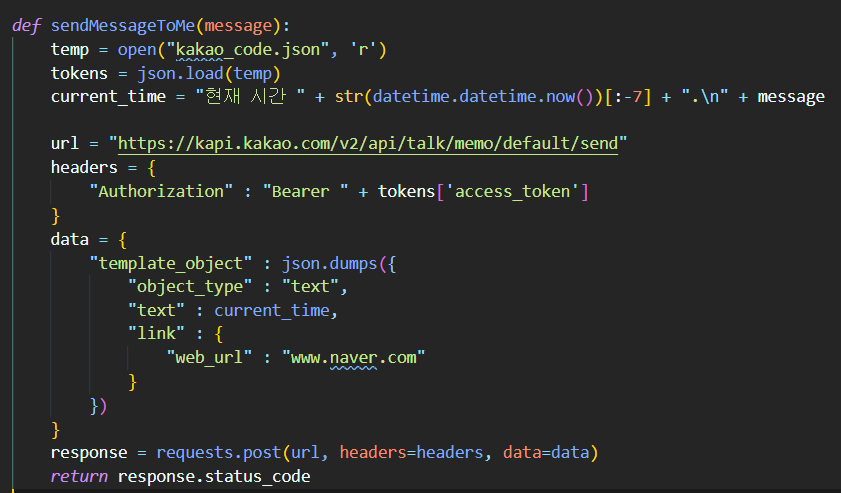 def sendMessageToMe(message):
    temp = open("kakao_code.json", 'r')
    tokens = json.load(temp)
    current_time = "현재 시간 " + str(datetime.datetime.now())[:-7] + ".\n" + message

    url = "https://kapi.kakao.com/v2/api/talk/memo/default/send"
    headers = {
        "Authorization" : "Bearer " + tokens['access_token']
    }
    data = {
        "template_object" : json.dumps({
            "object_type" : "text",
            "text" : current_time,
            "link" : {
                "web_url" : "www.naver.com"
            }
        })
    }
    response = requests.post(url, headers=headers, data=data)
    return response.status_code